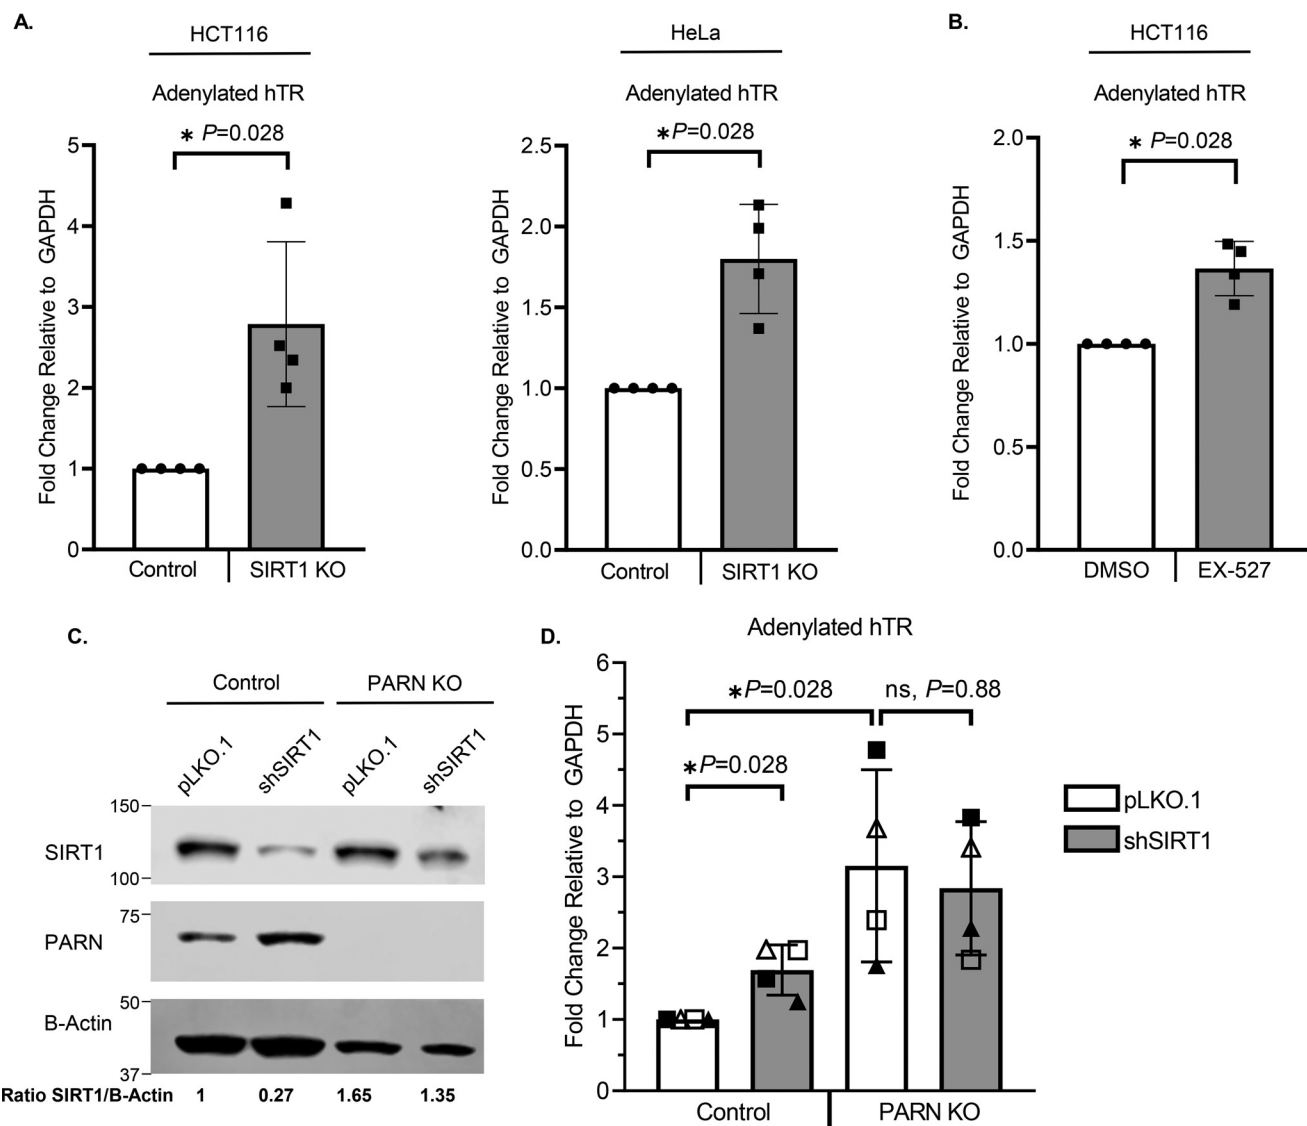 A.
HCT116
Adenylated hTR
* P=0.028
Fold Change Relative to GAPDH
5
4
3
2
1
0
Control
SIRT1 KO
HeLa
Adenylated hTR
*P=0.028
Fold Change Relative to GAPDH
2.5
2.0
1.5
1.0
0.5
0.0
Control
SIRT1 KO
B.
HCT116
Adenylated hTR
* P=0.028
Fold Change Relative to GAPDH
2.0
1.5
1.0
0.5
0.0
DMSO
EX-527
C.
Control
PARN KO
pLKO.1
shSIRT1
pLKO.1
shSIRT1
150
SIRT1
100
75
PARN
50
B-Actin
37
Ratio SIRT1/B-Actin 1 0.27 1.65 1.35
D.
Adenylated hTR
*P=0.028
ns, P=0.88
*P=0.028
Fold Change Relative to GAPDH
6
5
4
3
2
1
0
Control
PARN KO
pLKO.1
shSIRT1